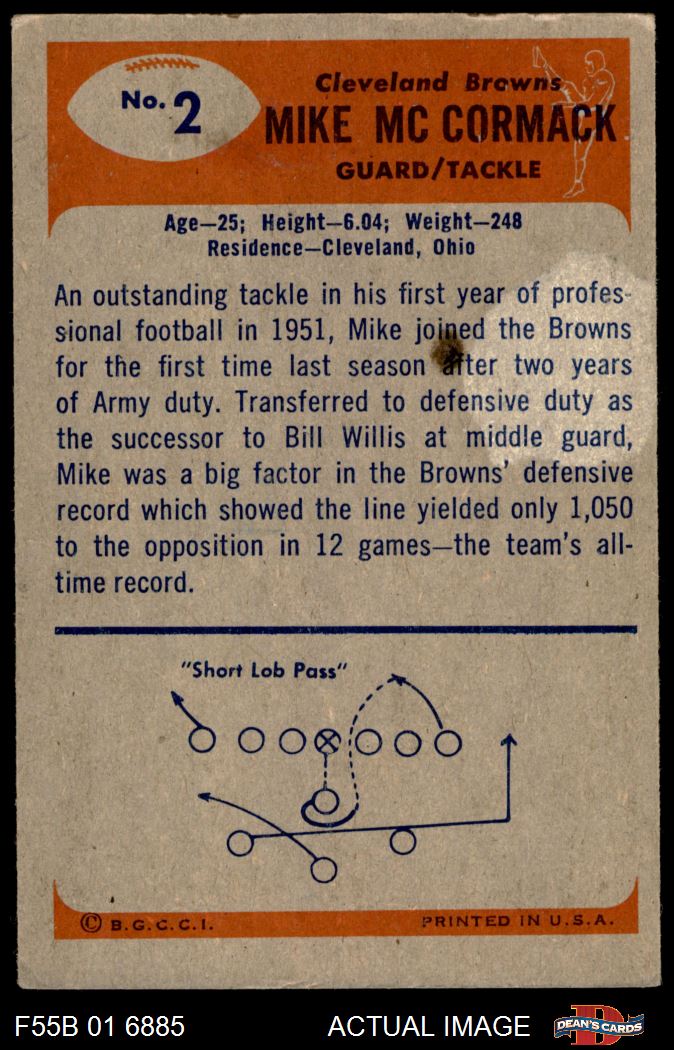 No. 2
Cleveland Browns
MIKE MC CORMACK
GUARD/TACKLE
Age—25; Height—6.04; Weight—248
Residence—Cleveland, Ohio
An outstanding tackle in his first year of profes-
sional football in 1951, Mike joined the Browns
for the first time last season after two years
of Army duty. Transferred to defensive duty as
the successor to Bill Willis at middle guard,
Mike was a big factor in the Browns' defensive
record which showed the line yielded only 1,050
to the opposition in 12 games—the team's all-
time record.
"Short Lob Pass"
© B.G.C.C.I.
PRINTED IN U.S.A.
F55B 01 6885
ACTUAL IMAGE
D
DEAN'S CARDS